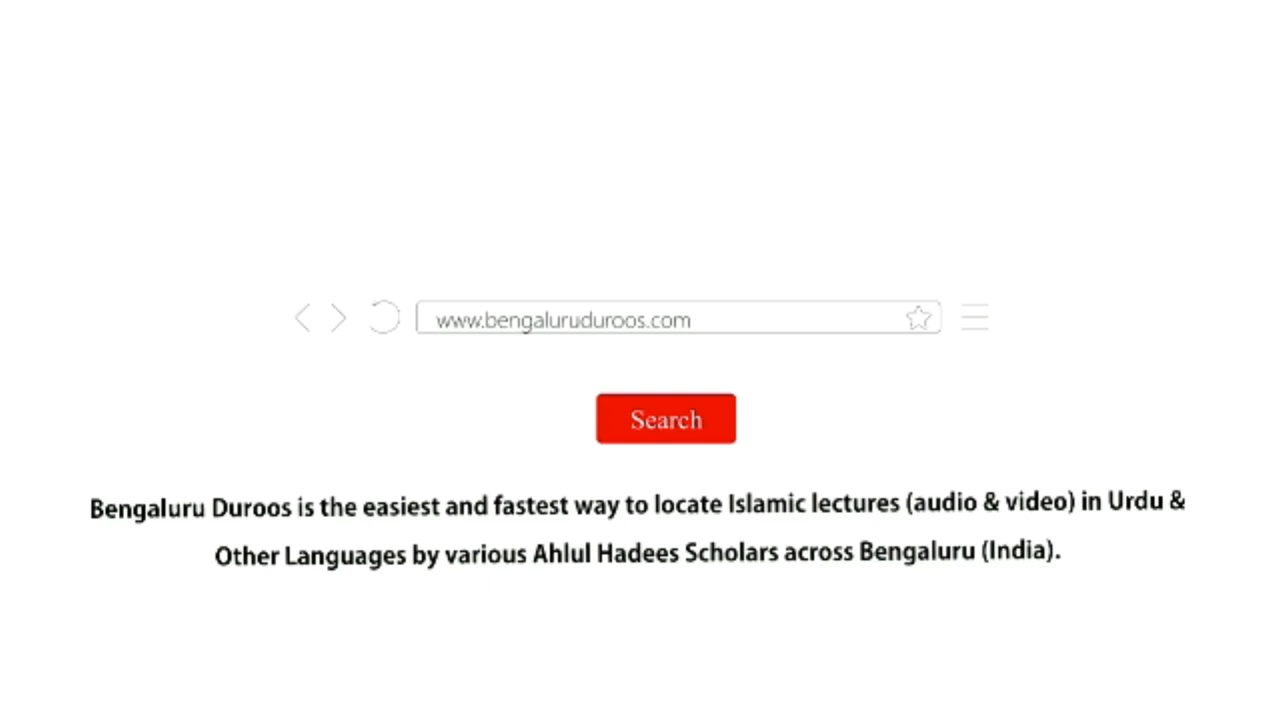 www.bengaluruduroos.com
Search
Bengaluru Duroos is the easiest and fastest way to locate Islamic lectures (audio & video) in Urdu &
Other Languages by various Ahlul Hadees Scholars across Bengaluru (India).